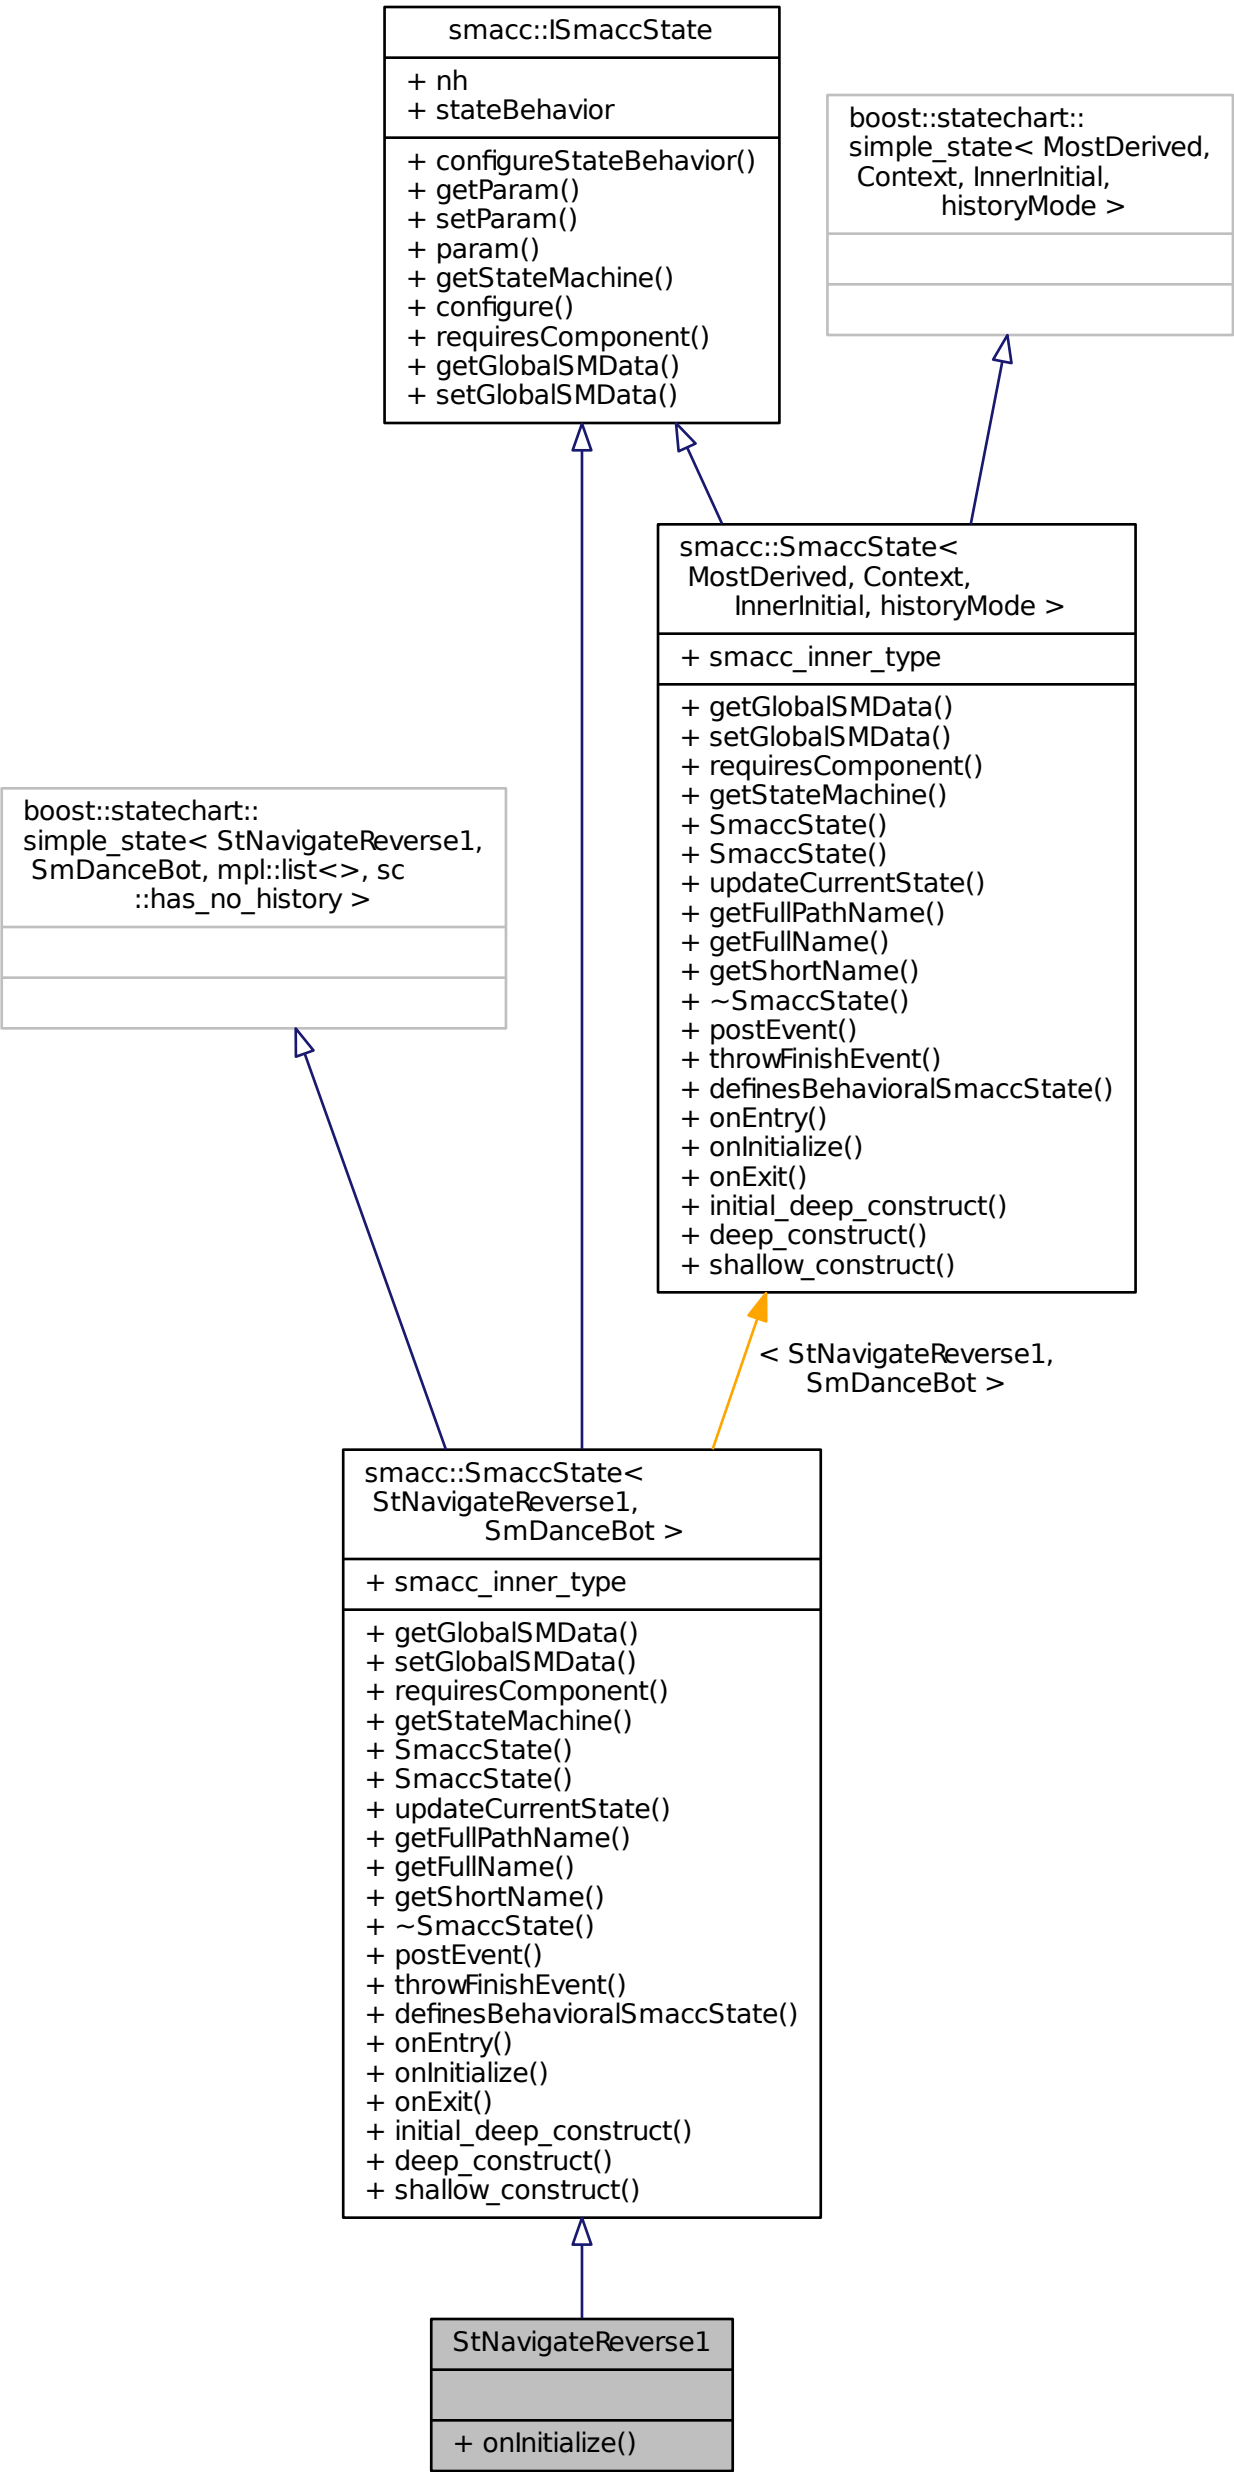 smacc::ISmaccState
+ nh
+ stateBehavior
+ configureStateBehavior()
+ getParam()
+ setParam()
+ param()
+ getStateMachine()
+ configure()
+ requiresComponent()
+ getGlobalSMData()
+ setGlobalSMData()
boost::statechart::
simple_state< MostDerived,
Context, InnerInitial,
historyMode >
smacc::SmaccState<
MostDerived, Context,
InnerInitial, historyMode >
+ smacc_inner_type
+ getGlobalSMData()
+ setGlobalSMData()
+ requiresComponent()
+ getStateMachine()
+ SmaccState()
+ SmaccState()
+ updateCurrentState()
+ getFullPathName()
+ getFullName()
+ getShortName()
+ ~SmaccState()
+ postEvent()
+ throwFinishEvent()
+ definesBehavioralSmaccState()
+ onEntry()
+ onInitialize()
+ onExit()
+ initial_deep_construct()
+ deep_construct()
+ shallow_construct()
boost::statechart::
simple_state< StNavigateReverse1,
SmDanceBot, mpl::list<>, sc
::has_no_history >
< StNavigateReverse1,
SmDanceBot >
smacc::SmaccState<
StNavigateReverse1,
SmDanceBot >
+ smacc_inner_type
+ getGlobalSMData()
+ setGlobalSMData()
+ requiresComponent()
+ getStateMachine()
+ SmaccState()
+ SmaccState()
+ updateCurrentState()
+ getFullPathName()
+ getFullName()
+ getShortName()
+ ~SmaccState()
+ postEvent()
+ throwFinishEvent()
+ definesBehavioralSmaccState()
+ onEntry()
+ onInitialize()
+ onExit()
+ initial_deep_construct()
+ deep_construct()
+ shallow_construct()
StNavigateReverse1
+ onInitialize()